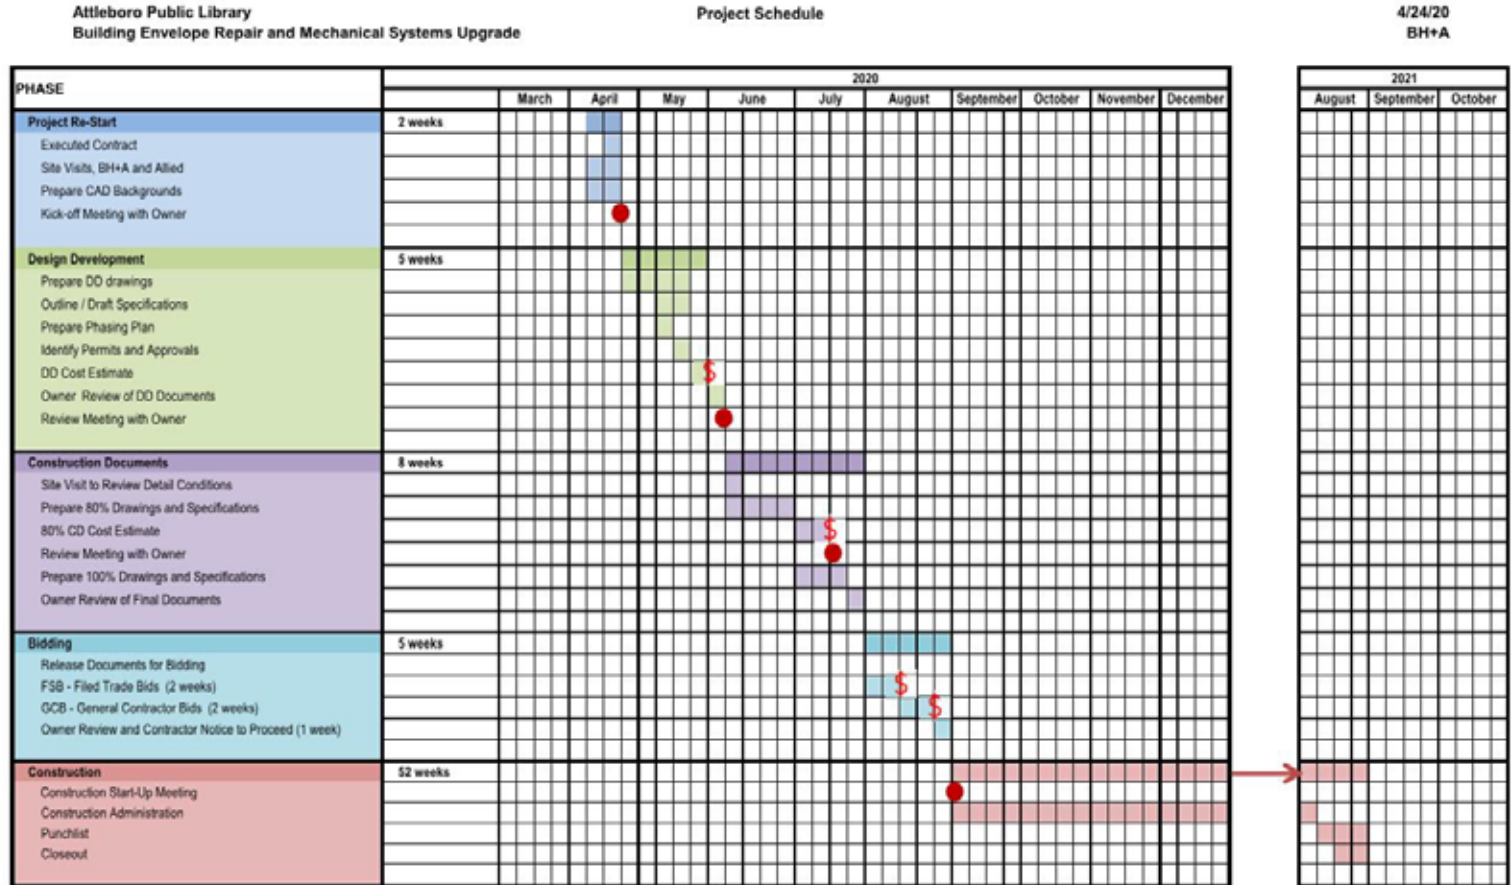 Attleboro Public Library Project Schedule 4/24/20
Building Envelope Repair and Mechanical Systems Upgrade BH+A
PHASE 2020 2021
March April May June July August September October November December August September October
Project Re-Start 2 weeks
Executed Contract
Site Visits, BH+A and Allied
Prepare CAD Backgrounds
Kick-off Meeting with Owner
Design Development 5 weeks
Prepare DD drawings
Outline / Draft Specifications
Prepare Phasing Plan
Identify Permits and Approvals
DD Cost Estimate $
Owner Review of DD Documents
Review Meeting with Owner
Construction Documents 8 weeks
Site Visit to Review Detail Conditions
Prepare 80% Drawings and Specifications
80% CD Cost Estimate $
Review Meeting with Owner
Prepare 100% Drawings and Specifications
Owner Review of Final Documents
Bidding 5 weeks
Release Documents for Bidding
FSB - Filed Trade Bids (2 weeks) $
GCB - General Contractor Bids (2 weeks) $
Owner Review and Contractor Notice to Proceed (1 week)
Construction 52 weeks
Construction Start-Up Meeting
Construction Administration
Punchlist
Closeout